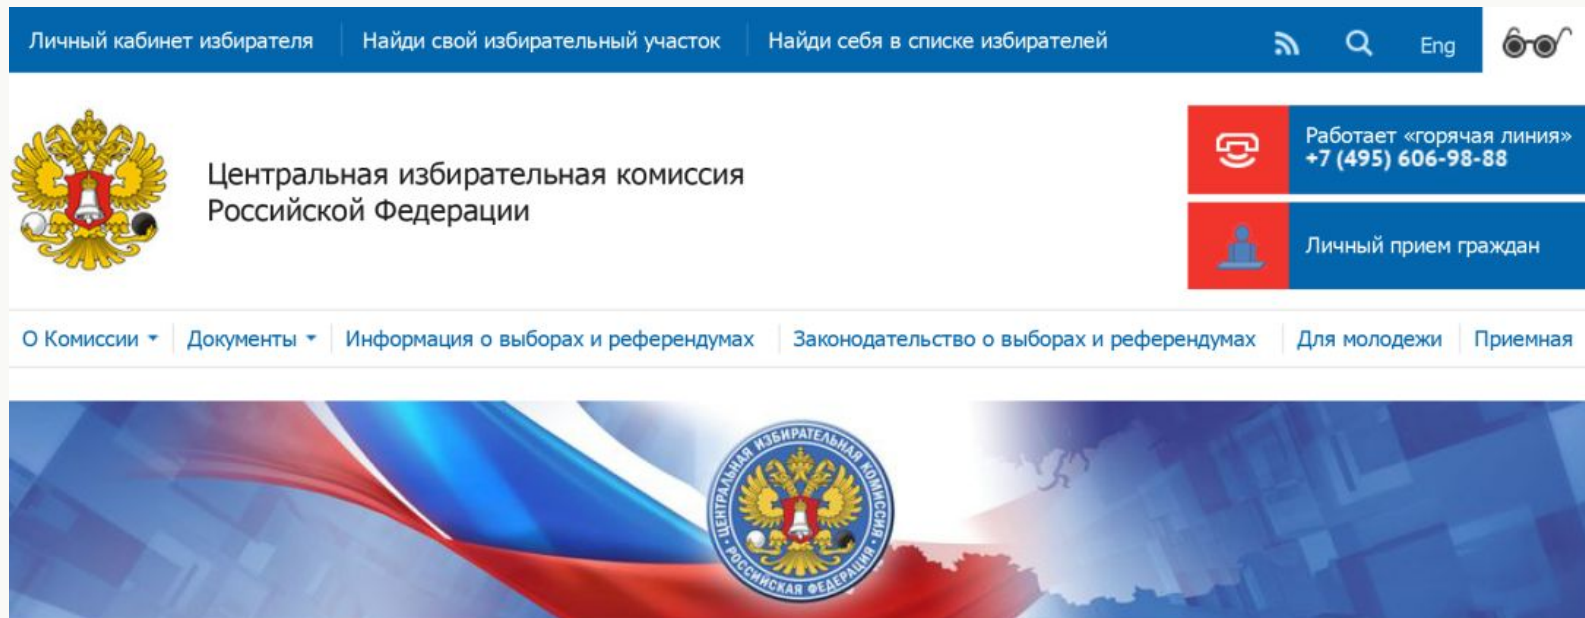 Личный кабинет избирателя
Найди свой избирательный участок
Найди себя в списке избирателей
Eng
Центральная избирательная комиссия
Российской Федерации
Работает «горячая линия»
+7 (495) 606-98-88
Личный прием граждан
О Комиссии
Документы
Информация о выборах и референдумах
Законодательство о выборах и референдумах
Для молодежи
Приемная
ЦЕНТРАЛЬНАЯ ИЗБИРАТЕЛЬНАЯ КОМИССИЯ
РОССИЙСКАЯ ФЕДЕРАЦИЯ